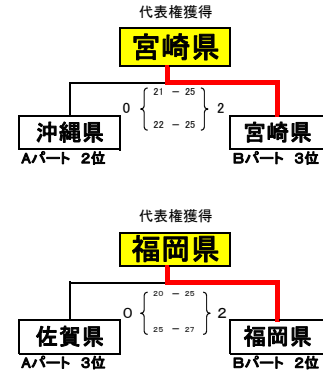 代表権獲得
宮崎県
21 － 25
0 { } 2
22 － 25
沖縄県 宮崎県
Aパート 2位 Bパート 3位
代表権獲得
福岡県
20 － 25
0 { } 2
25 － 27
佐賀県 福岡県
Aパート 3位 Bパート 2位